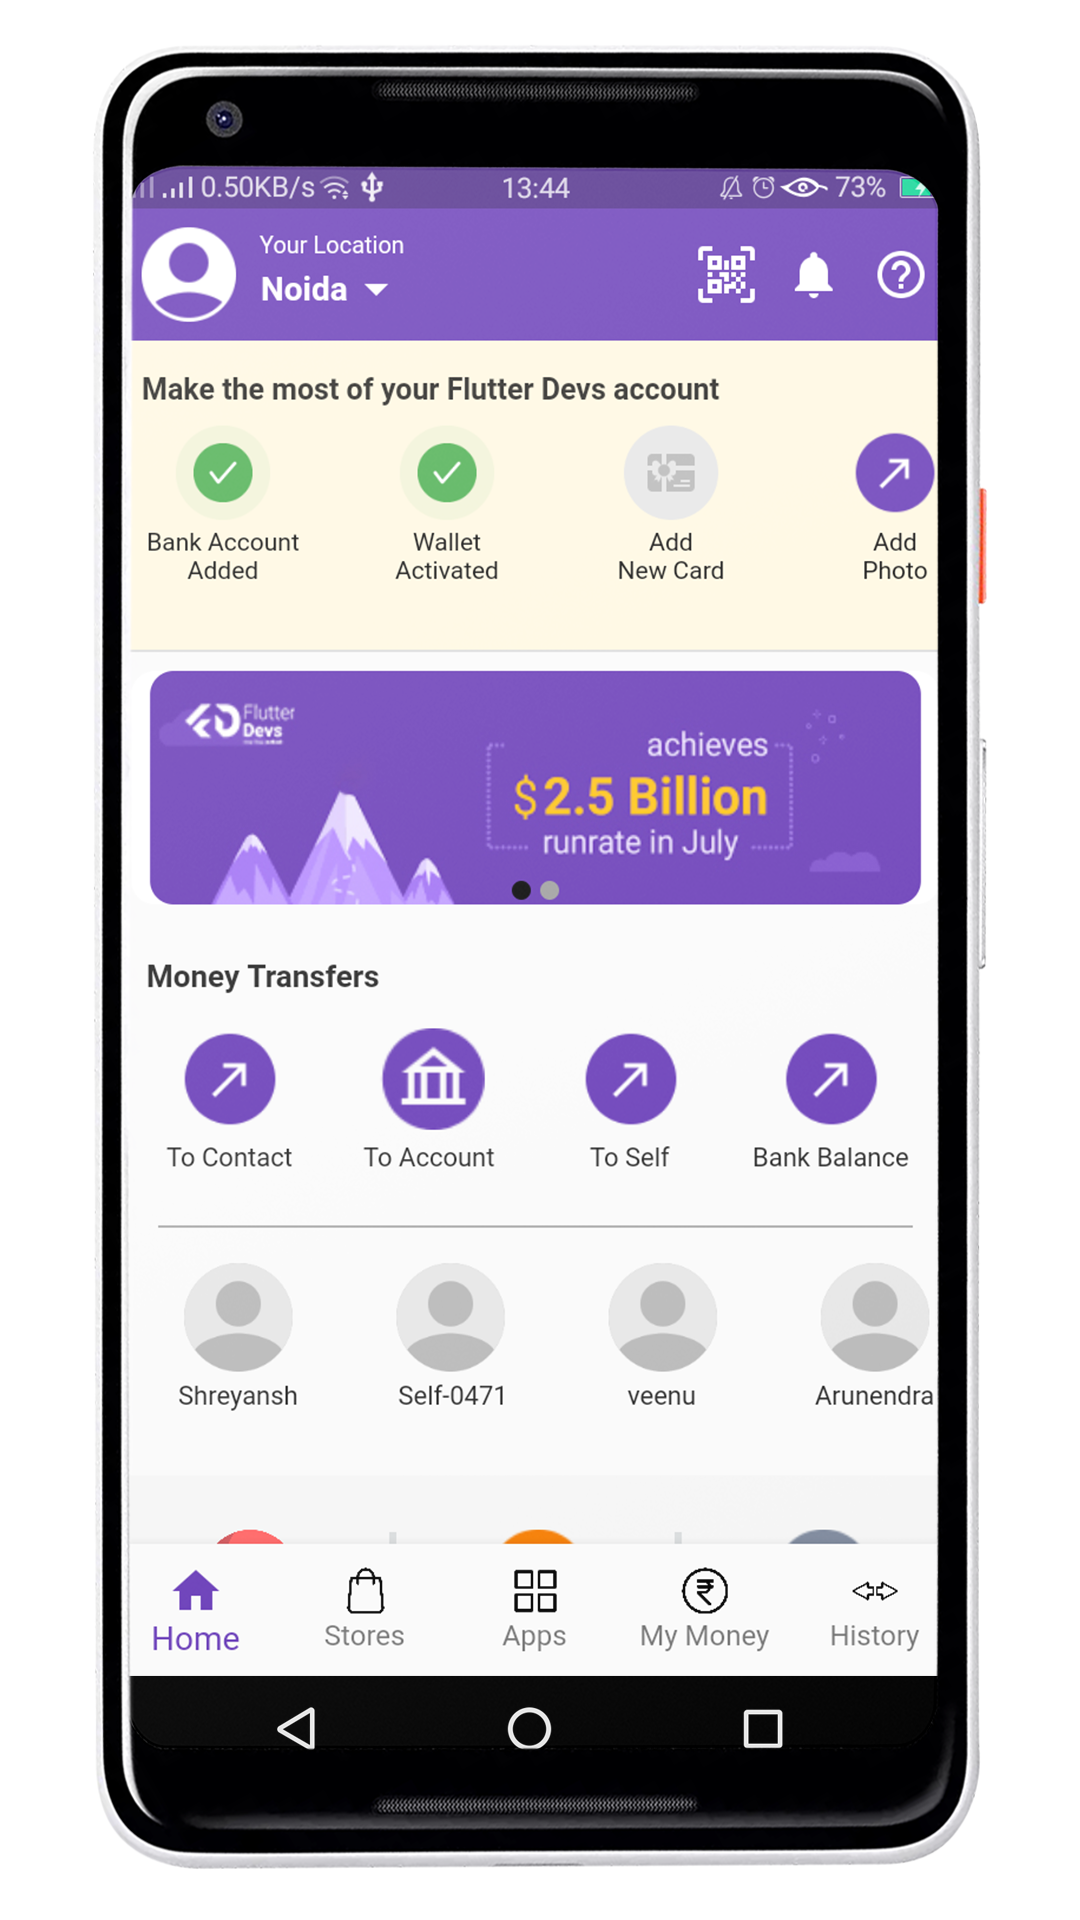 0.50KB/s 13:44 73%
Your Location
Noida
Make the most of your Flutter Devs account
Bank Account
Added
Wallet
Activated
Add
New Card
Add
Photo
Flutter
Devs
achieves
$2.5 Billion
runrate in July
Money Transfers
To Contact
To Account
To Self
Bank Balance
Shreyansh
Self-0471
veenu
Arunendra
Home
Stores
Apps
My Money
History